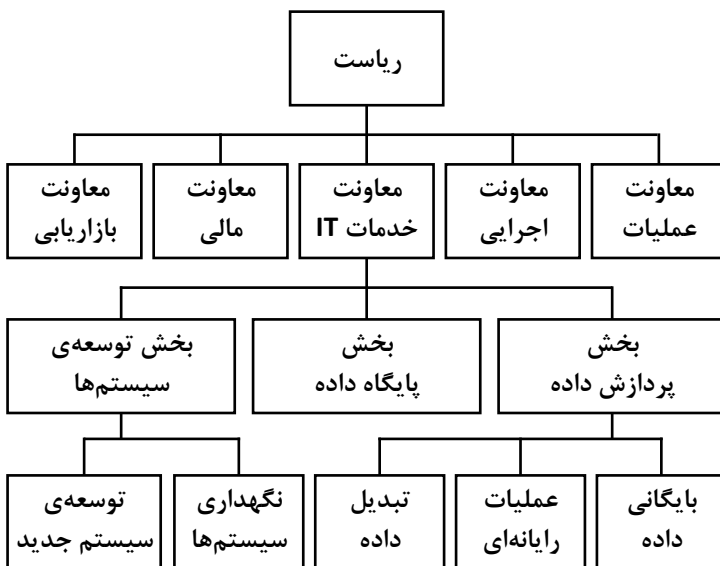 ریاست
معاونت
عملیات
معاونت
اجرایی
معاونت
خدمات IT
معاونت
مالی
معاونت
بازاریابی
بخش
پردازش داده
بخش
پایگاه داده
بخش توسعه‌ی
سیستم‌ها
بایگانی
داده
عملیات
رایانه‌ای
تبدیل
داده
نگهداری
سیستم‌ها
توسعه‌ی
سیستم جدید